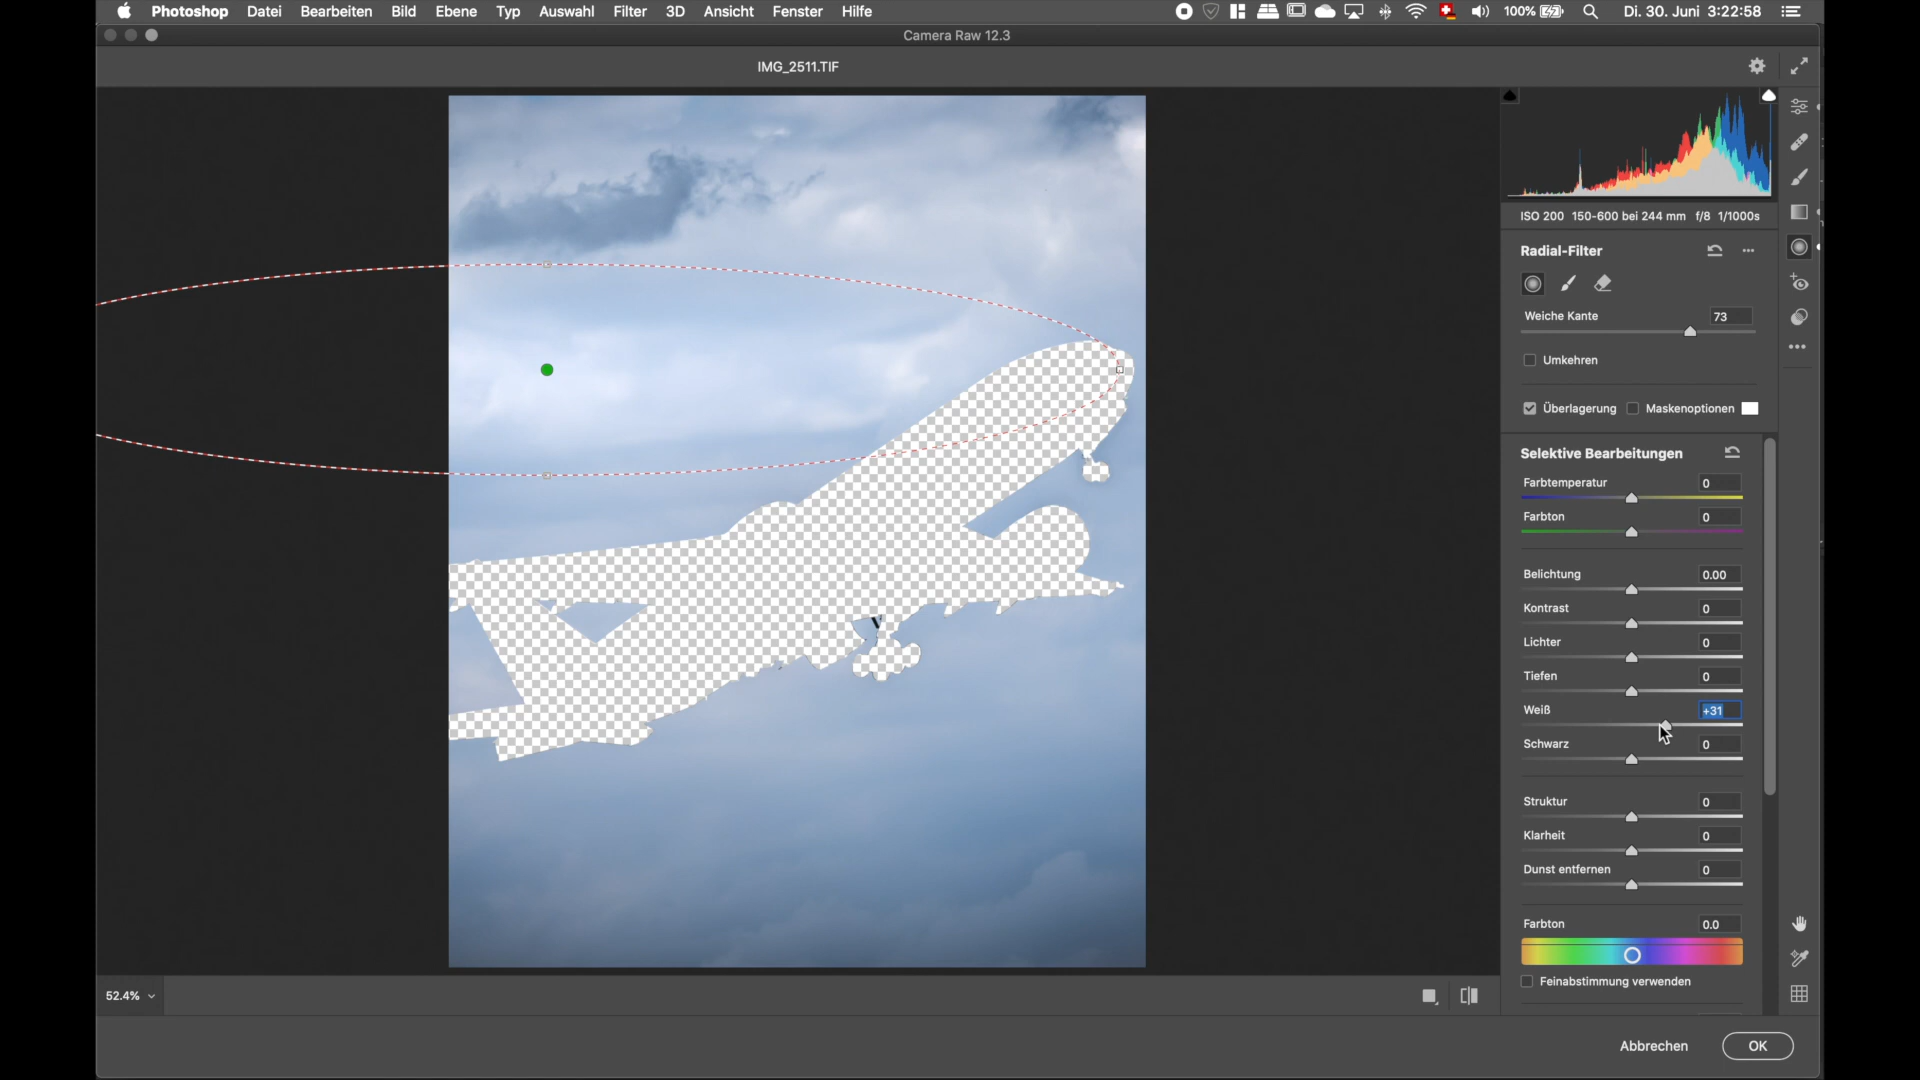 Photoshop Datei Bearbeiten Bild Ebene Typ Auswahl Filter 3D Ansicht Fenster Hilfe 100% Di. 30. Juni 3:22:58
Camera Raw 12.3
IMG_2511.TIF
ISO 200 150-600 bei 244 mm f/8 1/1000s
Radial-Filter
Weiche Kante 73
Umkehren
Überlagerung Maskenoptionen
Selektive Bearbeitungen
Farbtemperatur 0
Farbton 0
Belichtung 0.00
Kontrast 0
Lichter 0
Tiefen 0
Weiß +31
Schwarz 0
Struktur 0
Klarheit 0
Dunst entfernen 0
Farbton 0.0
Feinabstimmung verwenden
52.4%
Abbrechen OK